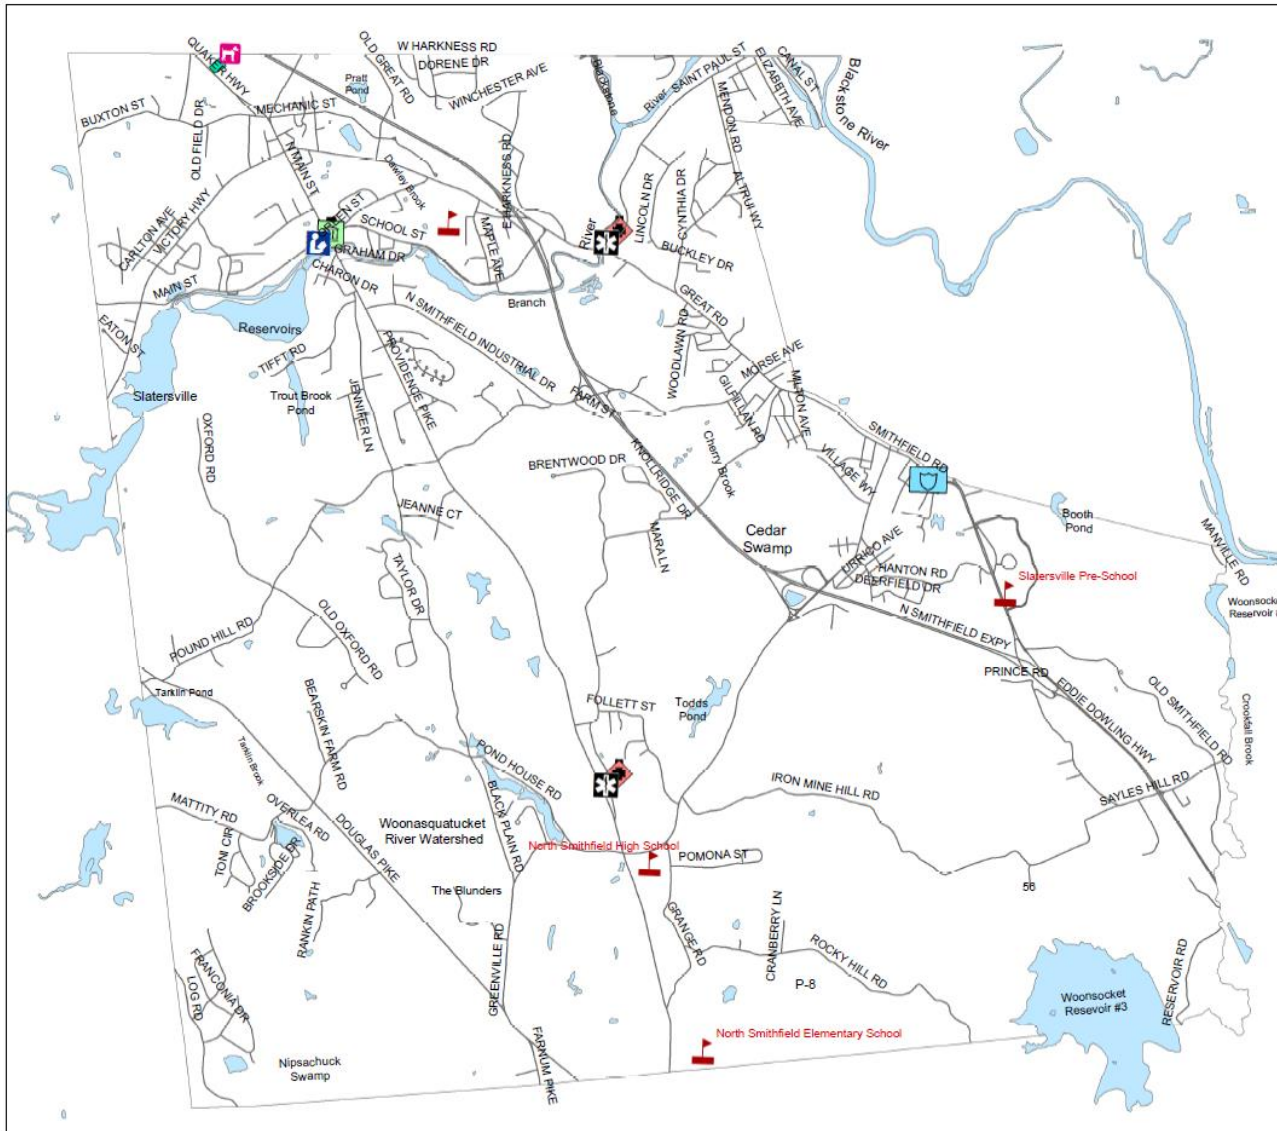 W HARKNESS RD
DORENE DR
OLD GREAT RD
WINCHESTER AVE
QUAKER HWY
Pratt
Pond
MECHANIC ST
BUXTON ST
OLD FIELD DR
N MAIN ST
Dawley Brook
E HARKNESS RD
Blackstone
River
SAINT PAUL ST
ELIZABETH AVE
CANAL ST
Blackstone River
MENDON RD
ALTRUI WY
CARLTON AVE
VICTORY HWY
SCHOOL ST
GRAHAM DR
CHARON DR
MAPLE AVE
River
LINCOLN DR
CYNTHIA DR
BUCKLEY DR
MAIN ST
EATON ST
Reservoirs
Branch
GREAT RD
N SMITHFIELD INDUSTRIAL DR
PROVIDENCE PIKE
TIFFT RD
JENNIFER LN
Slatersville
Trout Brook
Pond
FARM ST
WOODLAWN RD
MORSE AVE
GILFILLAN RD
MILTON AVE
OXFORD RD
KNOLLRIDGE DR
Cherry Brook
VILLAGE WY
SMITHFIELD RD
BRENTWOOD DR
JEANNE CT
MARA LN
Cedar
Swamp
URRICO AVE
HANTON RD
DEERFIELD DR
Booth
Pond
MANVILLE RD
Slatersville Pre-School
Woonsocke
Reservoir
TAYLOR DR
OLD OXFORD RD
POUND HILL RD
N SMITHFIELD EXPY
PRINCE RD
EDDIE DOWLING HWY
OLD SMITHFIELD RD
Crookfall Brook
Tarklin Pond
BEARSKIN FARM RD
FOLLETT ST
Todds
Pond
Tarklin Brook
POND HOUSE RD
BLACK PLAIN RD
IRON MINE HILL RD
SAYLES HILL RD
MATTITY RD
OVERLEA RD
DOUGLAS PIKE
Woonasquatucket
River Watershed
TONI CIR
BROOKSIDE DR
North Smithfield High School
POMONA ST
The Blunders
RANKIN PATH
56
GREENVILLE RD
GRANGE RD
CRANBERRY LN
ROCKY HILL RD
P-8
FRANCONIA DR
LOG RD
Woonsocket
Resevoir #3
RESERVOIR RD
North Smithfield Elementary School
FARNUM PIKE
Nipsachuck
Swamp